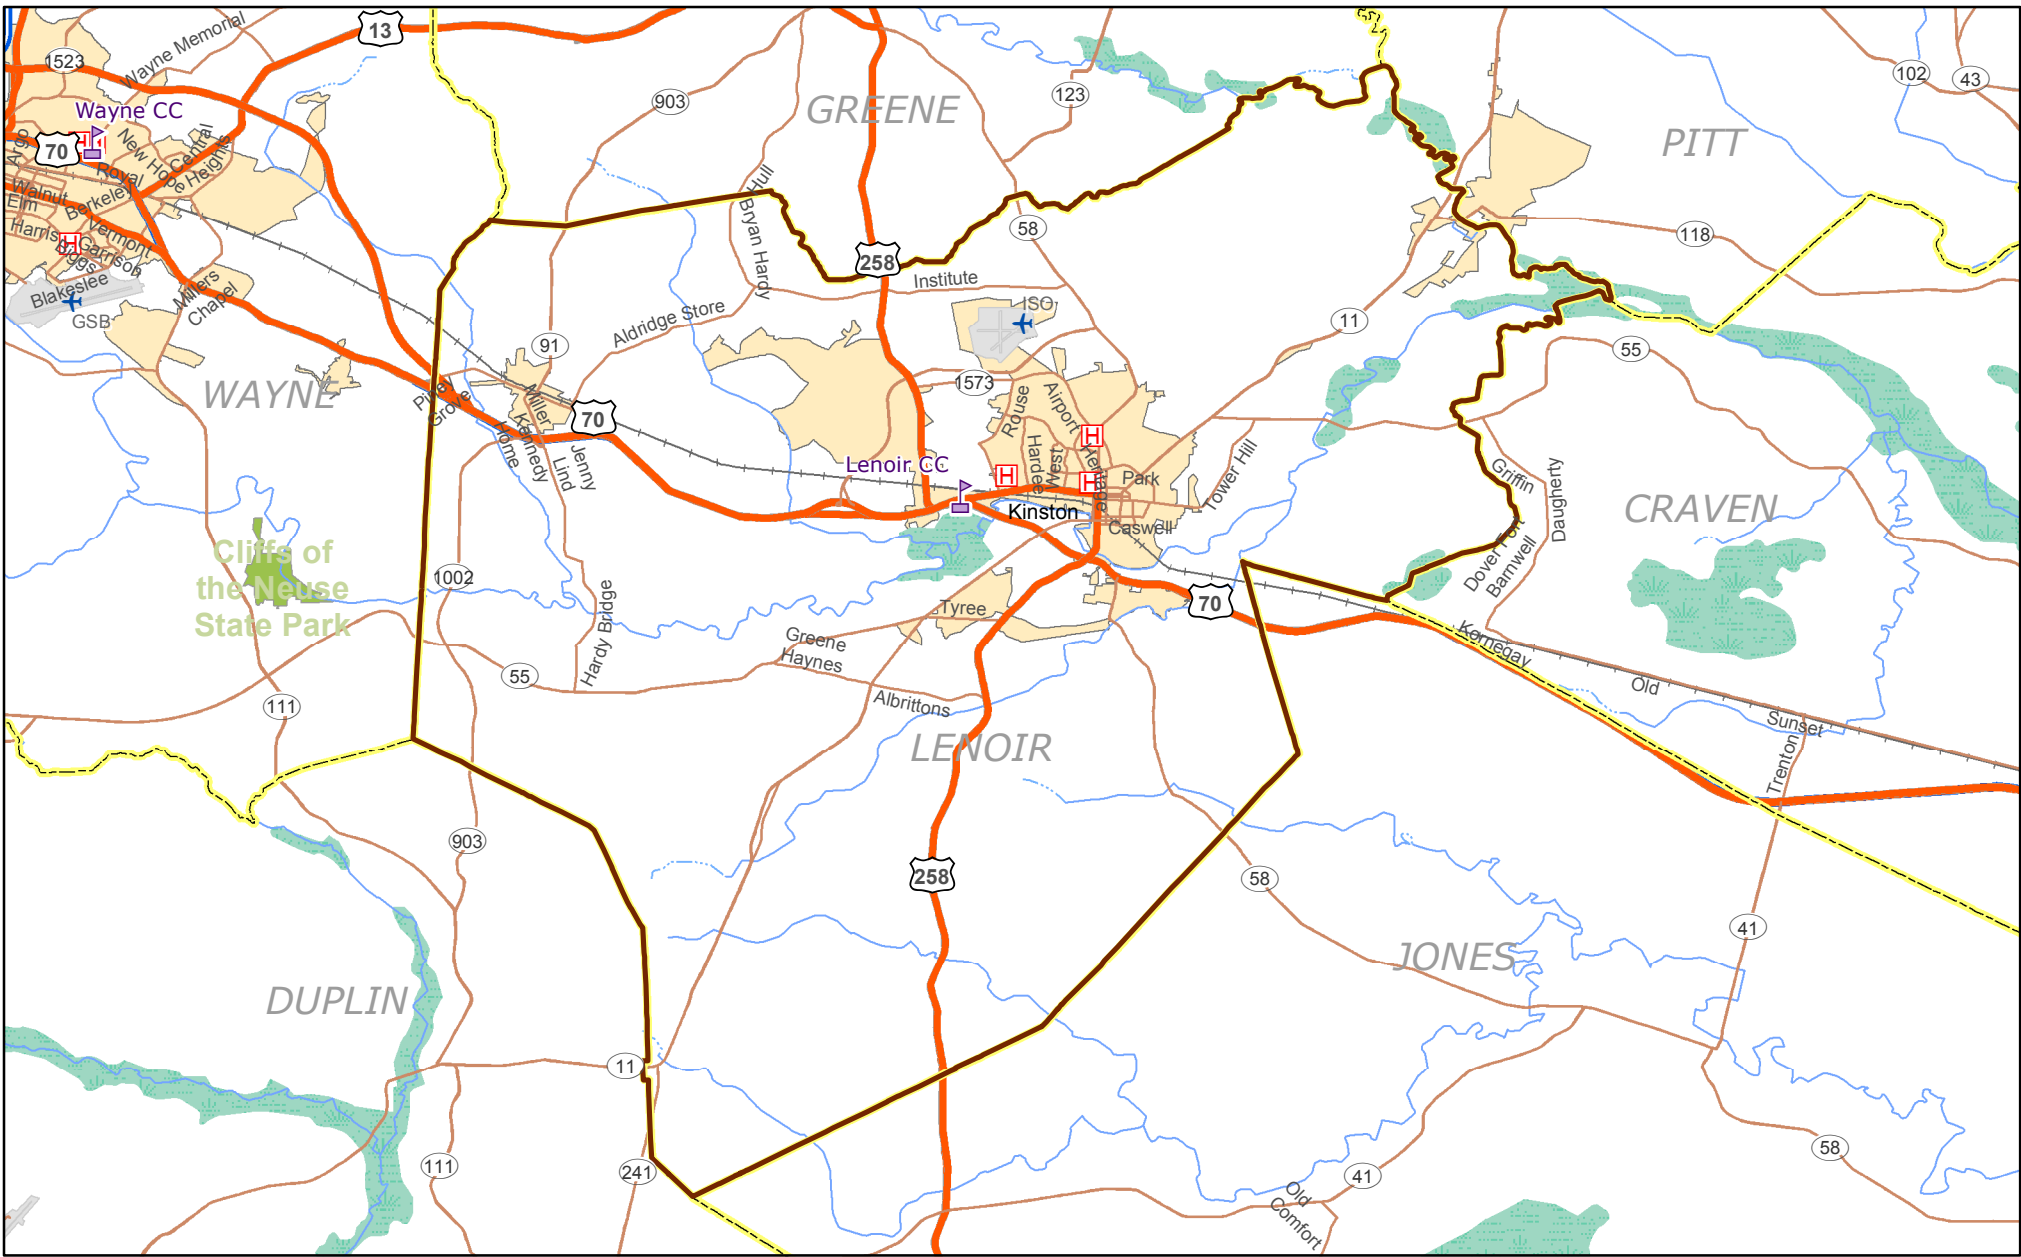 13
1523
Wayne Memorial
903
GREENE
123
102
43
PITT
Wayne CC
70
New Hope
Central
Heights
Royal
Walnut
Elm
Berkeley
Harris
Vermont
Garrison
Blakeslee
GSB
Millers
Chapel
Hull
Bryan Hardy
258
58
118
Institute
ISO
11
55
Aldridge Store
91
WAYNE
Piney
Grove
Miller
70
1573
Rouse
Airport
Home
Kennedy
Jenny
Lind
Lenoir CC
Hardee
West
Heritage
Park
Tower Hill
Kinston
Caswell
Griffin
Daugherty
CRAVEN
Dover Fort
Barnwell
Cliffs of
the Neuse
State Park
1002
Hardy Bridge
Tyree
70
Greene
Haynes
Kornegay
55
Albrittons
Old
111
Sunset
LENOIR
Trenton
903
258
58
41
JONES
DUPLIN
11
111
241
41
58
Old
Comfort